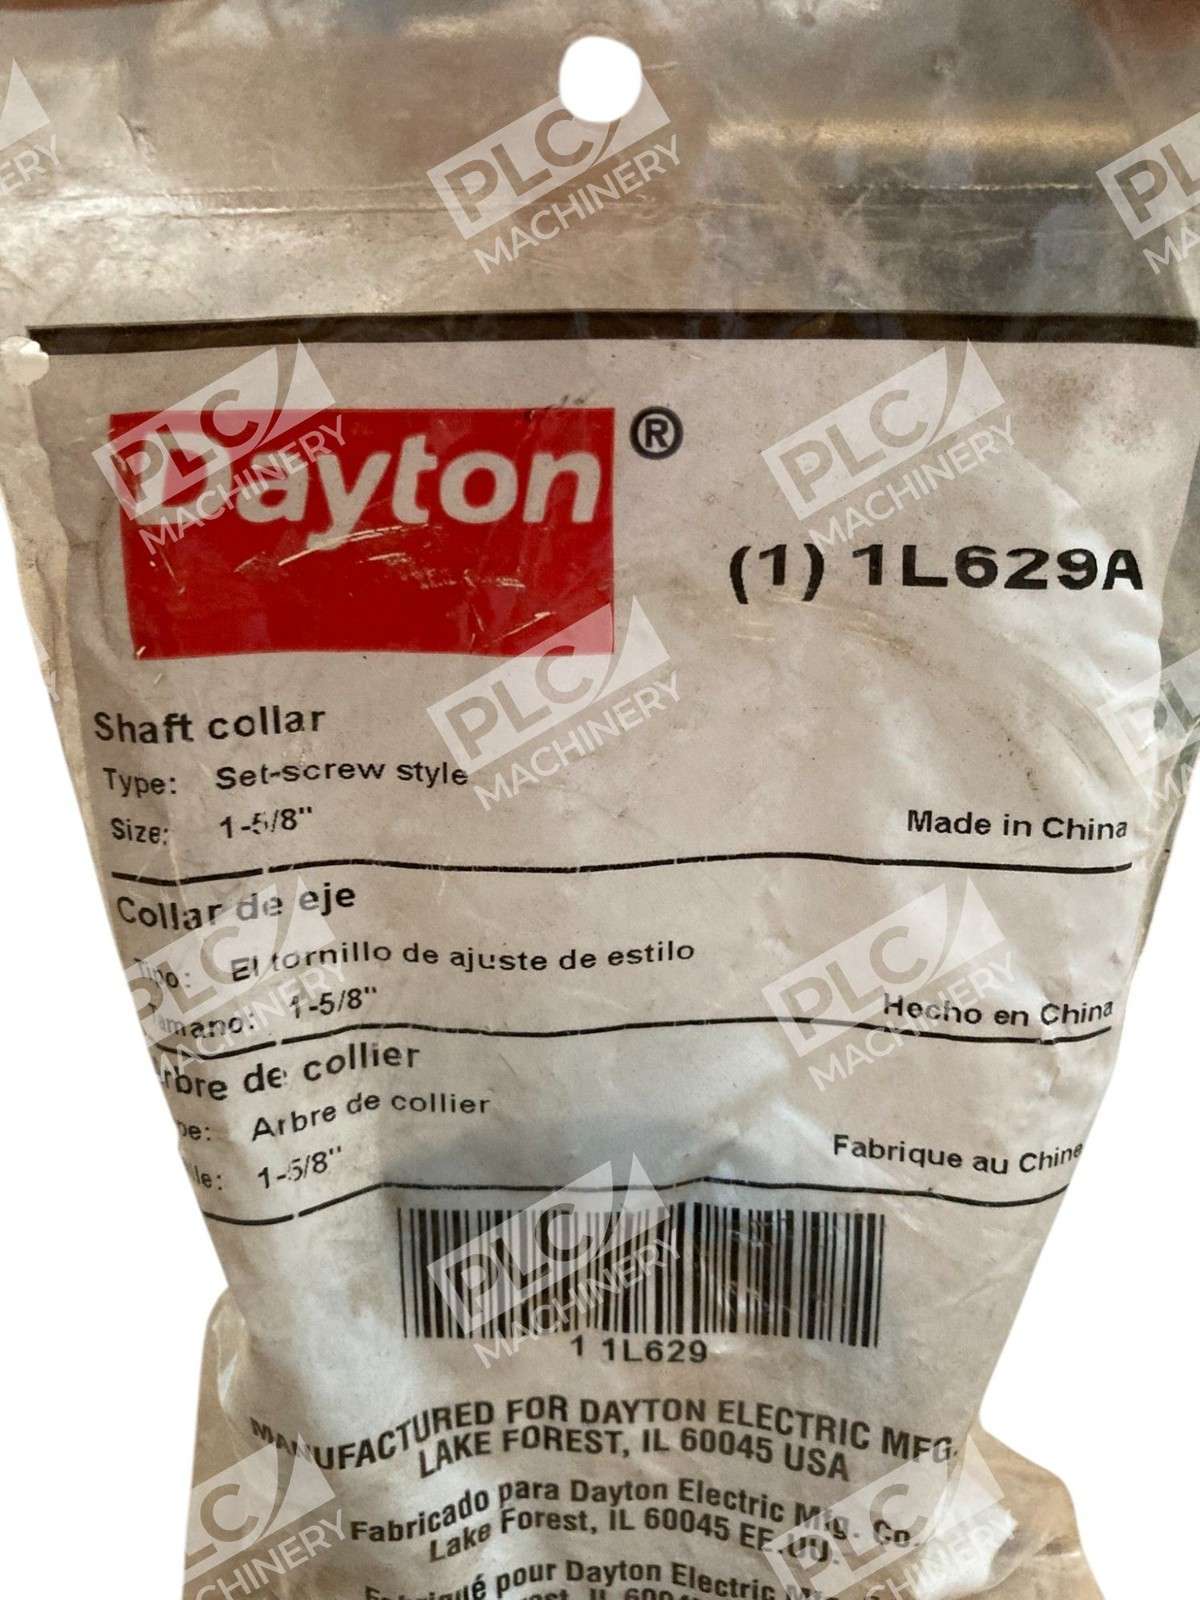 Dayton®
(1) 1L629A
Shaft collar
Type: Set-screw style
Size: 1-5/8"
Made in China
Collar de eje
Tipo: El tornillo de ajuste de estilo
Tamano: 1-5/8"
Hecho en China
Arbre de collier
Arbre de collier
1-5/8"
Fabrique au Chine
1 1L629
MANUFACTURED FOR DAYTON ELECTRIC MFG.
LAKE FOREST, IL 60045 USA
Fabricado para Dayton Electric Mfg. Co.
Lake Forest, IL 60045 EE.UU.
Fabriqué pour Dayton Electric
PLC MACHINERY